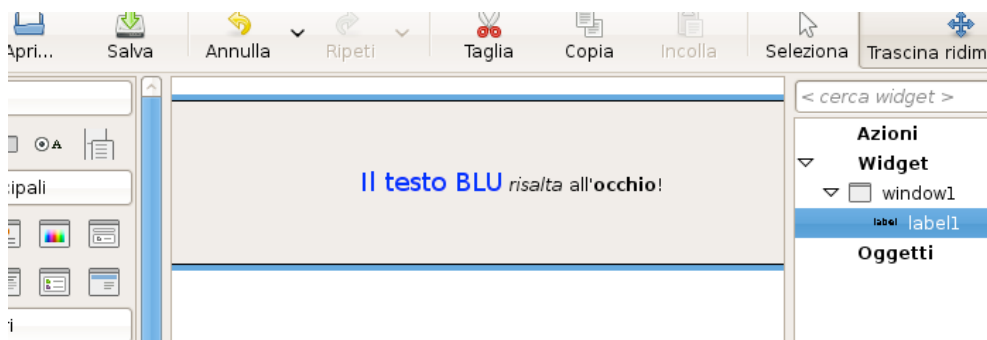 Apri... Salva Annulla Ripeti Taglia Copia Incolla Seleziona Trascina ridim
< cerca widget >
A
Azioni
Widget
cipali
Il testo BLU risalta all'occhio!
window1
label label1
Oggetti
ri